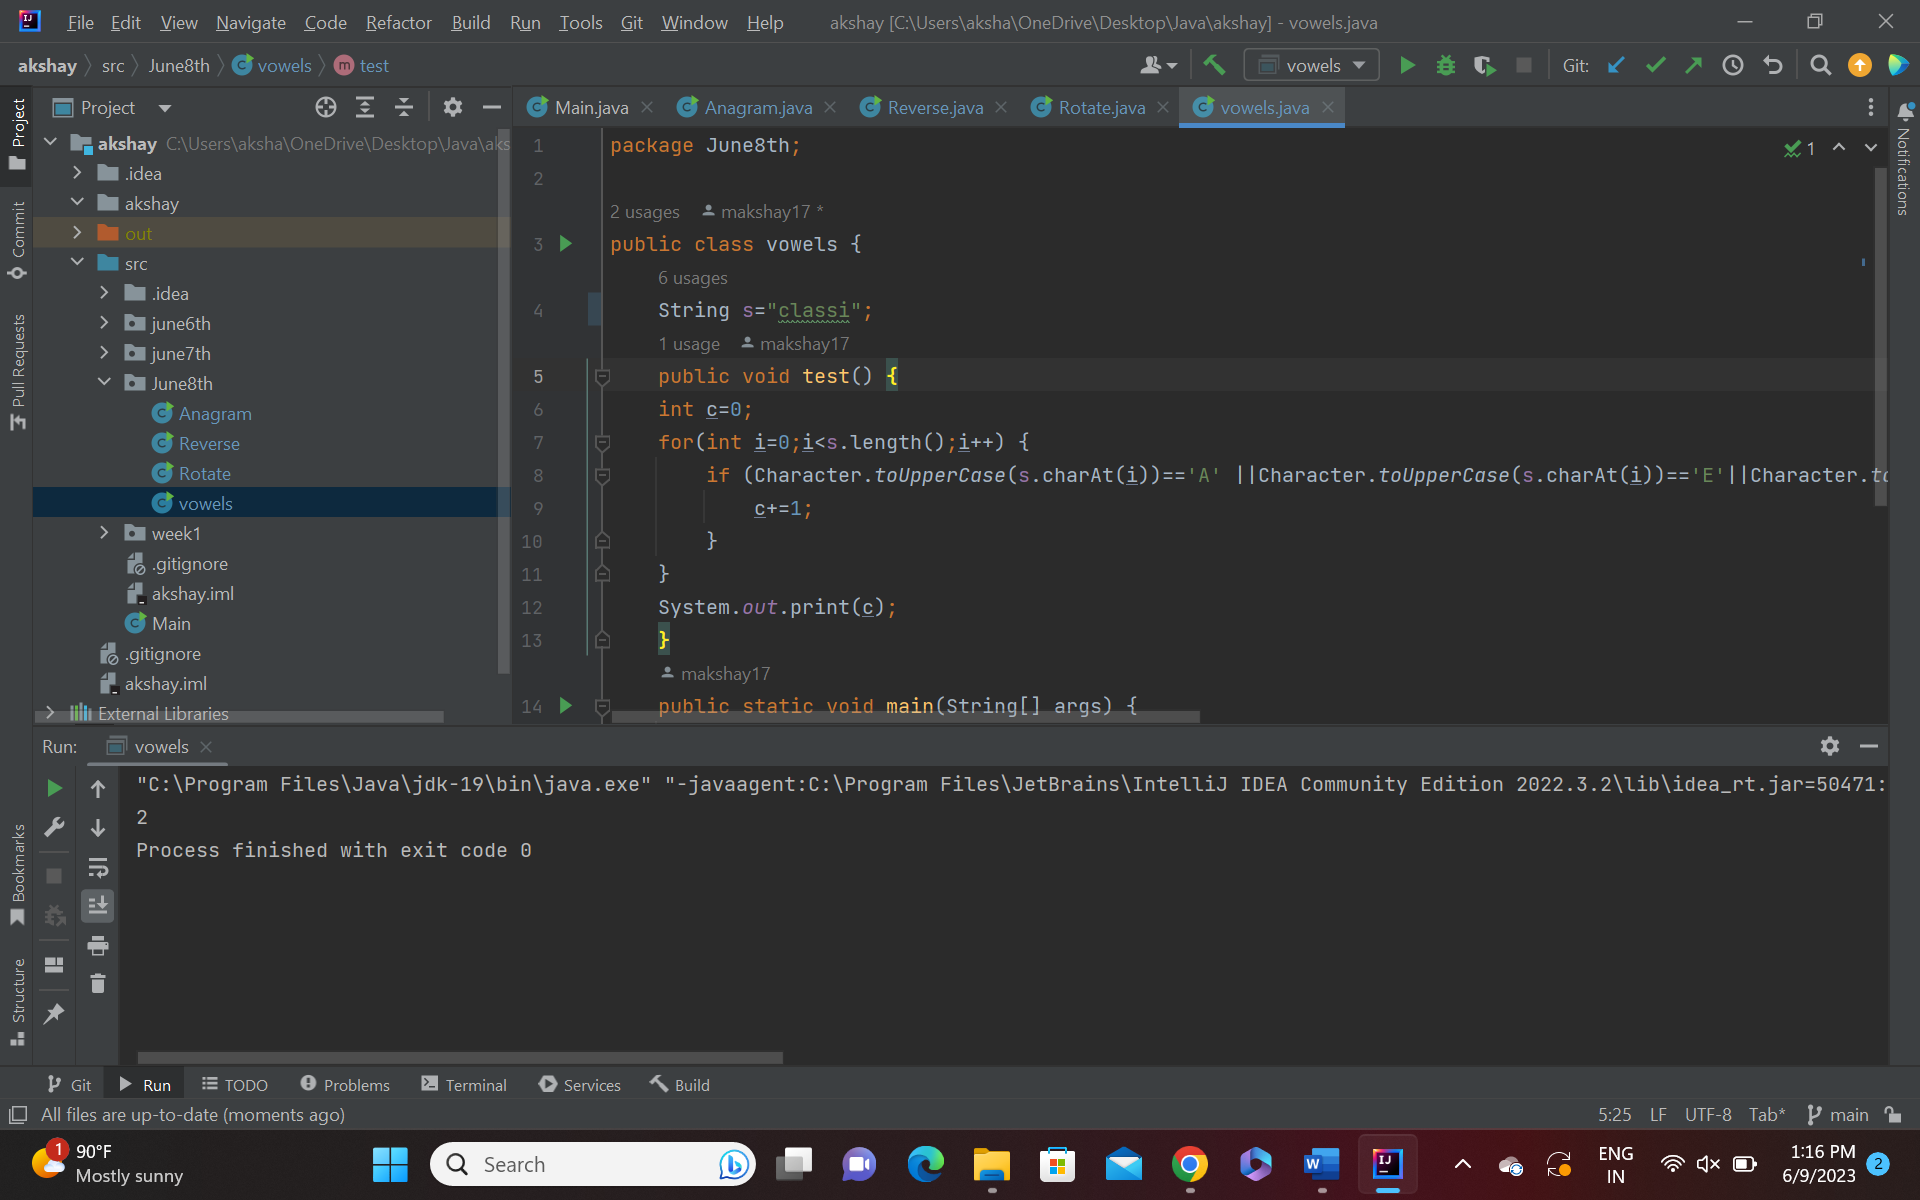 File Edit View Navigate Code Refactor Build Run Tools Git Window Help akshay [C:\Users\aksha\OneDrive\Desktop\Java\akshay] - vowels.java
akshay src June8th vowels test
vowels Git:
Project
Main.java Anagram.java Reverse.java Rotate.java vowels.java
akshay C:\Users\aksha\OneDrive\Desktop\Java\aks
.idea
akshay
out
src
.idea
june6th
june7th
June8th
Anagram
Reverse
Rotate
vowels
week1
.gitignore
akshay.iml
Main
.gitignore
akshay.iml
External Libraries
Project
Commit
Pull Requests
Bookmarks
Structure
Notifications
1 package June8th; 1
2
2 usages makshay17 *
3 public class vowels {
6 usages
4 String s="classi";
1 usage makshay17
5 public void test() {
6 int c=0;
7 for(int i=0;i<s.length();i++) {
8 if (Character.toUpperCase(s.charAt(i))=='A' ||Character.toUpperCase(s.charAt(i))=='E'||Character.to
9 c+=1;
10 }
11 }
12 System.out.print(c);
13 }
makshay17
14 public static void main(String[] args) {
Run: vowels
"C:\Program Files\Java\jdk-19\bin\java.exe" "-javaagent:C:\Program Files\JetBrains\IntelliJ IDEA Community Edition 2022.3.2\lib\idea_rt.jar=50471:
2
Process finished with exit code 0
Git Run TODO Problems Terminal Services Build
All files are up-to-date (moments ago) 5:25 LF UTF-8 Tab* main
1 90°F
Mostly sunny
Search
ENG
IN
1:16 PM
6/9/2023 2